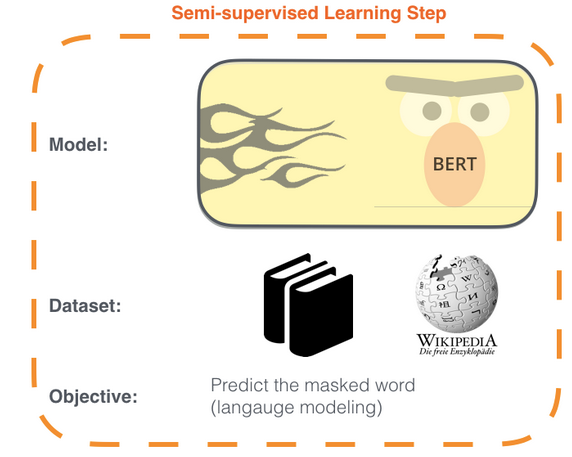 Semi-supervised Learning Step
Model:
BERT
Dataset:
WIKIPEDIA
Die freie Enzyklopädie
Objective:
Predict the masked word
(langauge modeling)